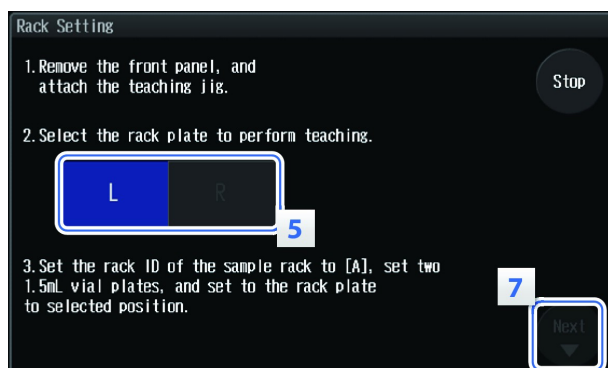 Rack Setting
1.Remove the front panel, and
attach the teaching jig.
Stop
2.Select the rack plate to perform teaching.
L R
5
3.Set the rack ID of the sample rack to [A], set two
1.5mL vial plates, and set to the rack plate
to selected position.
7
Next